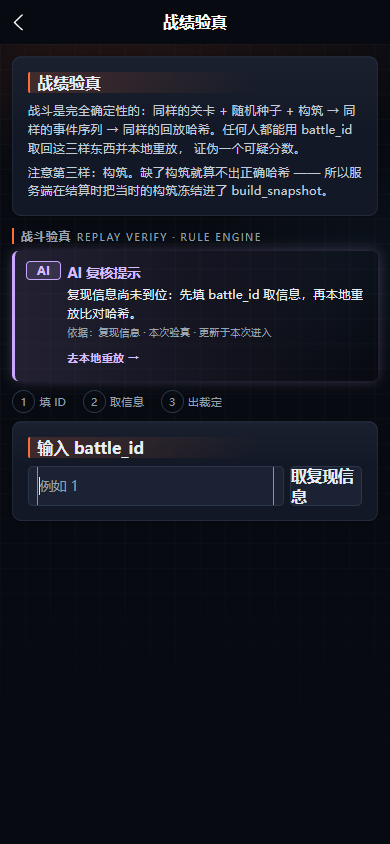 战绩验真
战绩验真
战斗是完全确定性的：同样的关卡 + 随机种子 + 构筑 → 同
样的事件序列 → 同样的回放哈希。任何人都能用 battle_id
取回这三样东西并本地重放， 证伪一个可疑分数。
注意第三样：构筑。缺了构筑就算不出正确哈希 —— 所以服
务端在结算时把当时的构筑冻结进了 build_snapshot。
战斗验真 REPLAY VERIFY · RULE ENGINE
AI AI 复核提示
复现信息尚未到位：先填 battle_id 取信息，再本地重
放比对哈希。
依据：复现信息 · 本次验真 · 更新于本次进入
去本地重放 →
1 填 ID 2 取信息 3 出裁定
输入 battle_id
例如 1
取复现信
息